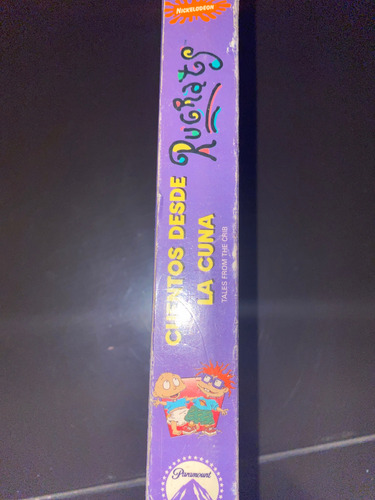 NICKELODEON
RUGRATS
CUENTOS DESDE
LA CUNA
TALES FROM THE CRIB
Paramount